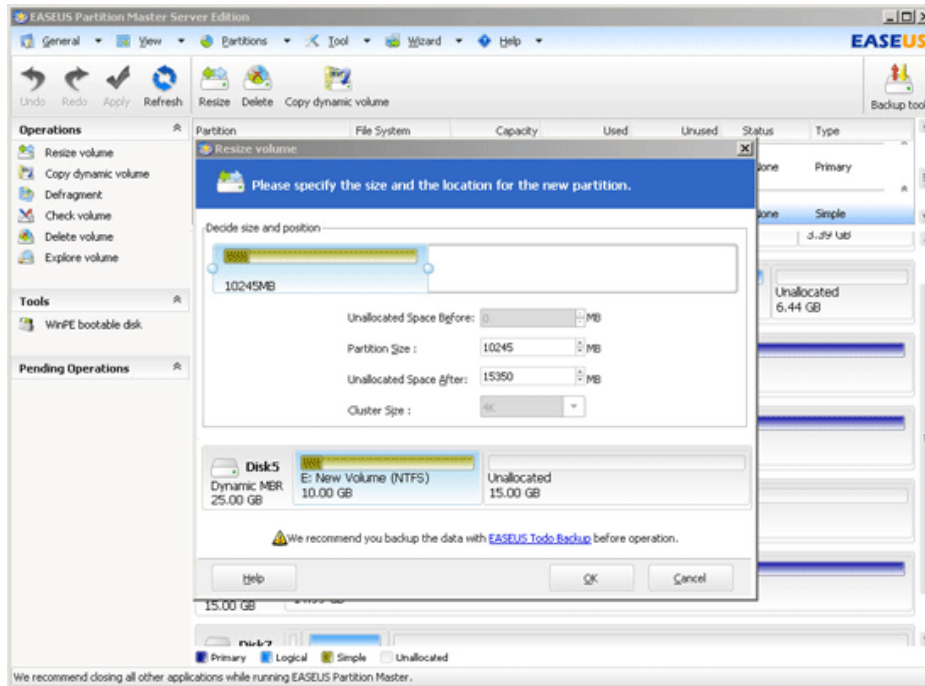 EASEUS Partition Master Server Edition
General View Partitions Tool Wizard Help EASEUS
Undo Redo Apply Refresh Resize Delete Copy dynamic volume Backup tool
Operations
Resize volume
Copy dynamic volume
Defragment
Check volume
Delete volume
Explore volume
Tools
WinPE bootable disk
Pending Operations
Partition File System Capacity Used Unused Status Type
None Primary
None Simple
3.39 GB
Unallocated
6.44 GB
Resize volume
Please specify the size and the location for the new partition.
Decide size and position
10245MB
Unallocated Space Before: 0 MB
Partition Size : 10245 MB
Unallocated Space After: 15350 MB
Cluster Size : 4K
Disk5
Dynamic MBR
25.00 GB
E: New Volume (NTFS)
10.00 GB
Unallocated
15.00 GB
We recommend you backup the data with EASEUS Todo Backup before operation.
Help OK Cancel
15.00 GB
Disk7
Primary Logical Simple Unallocated
We recommend closing all other applications while running EASEUS Partition Master.